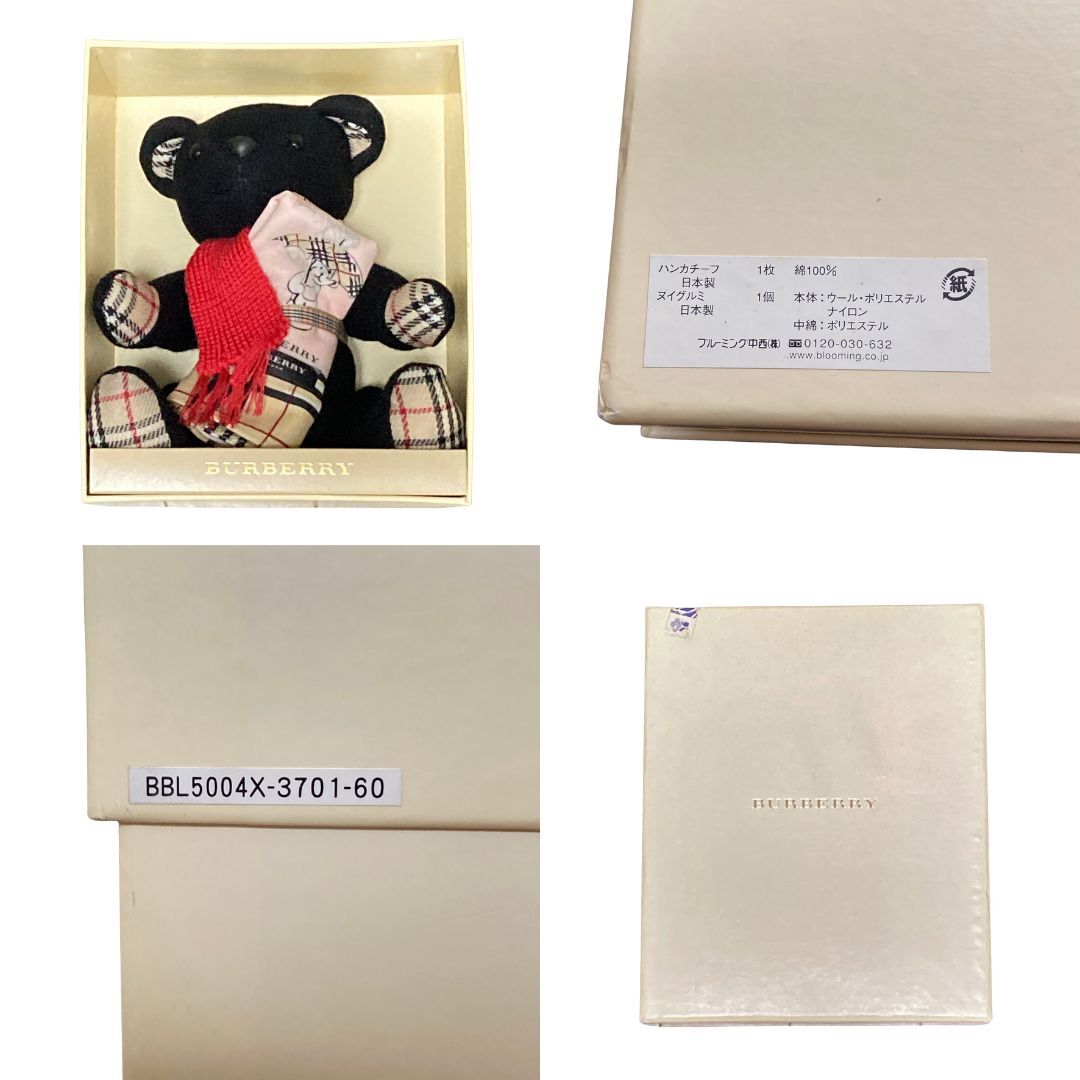 BURBERRY
BURBERRY
ハンカチーフ 1枚 綿100%
日本製
ヌイグルミ 1個 本体:ウール・ポリエステル
日本製 ナイロン
中綿:ポリエステル
ブルーミング中西(株) 0120-030-632
www.blooming.co.jp
紙
BBL5004X-3701-60
BURBERRY